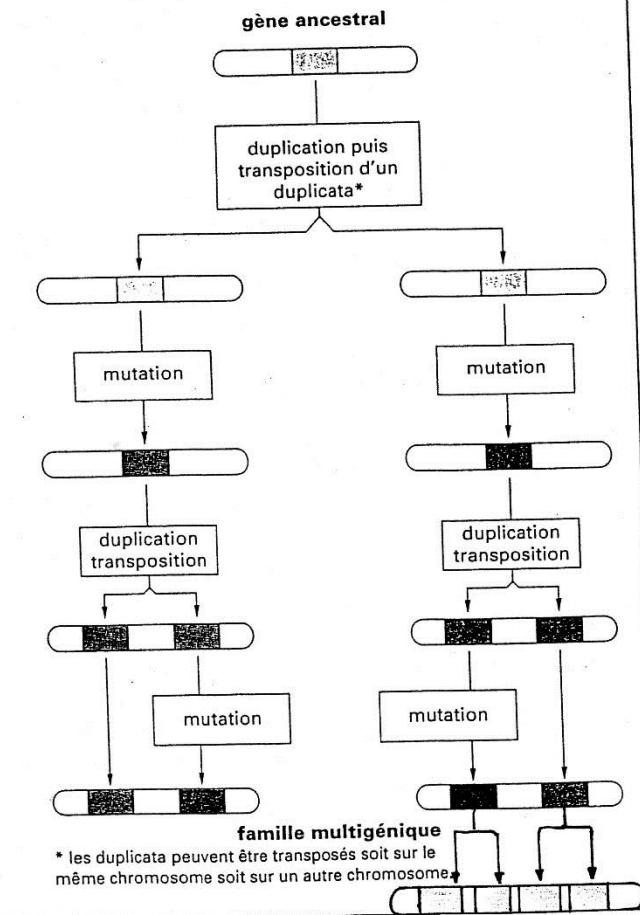 gène ancestral
duplication puis
transposition d'un
duplicata*
mutation
mutation
duplication
transposition
duplication
transposition
mutation
mutation
famille multigénique
* les duplicata peuvent être transposés soit sur le
même chromosome soit sur un autre chromosome.